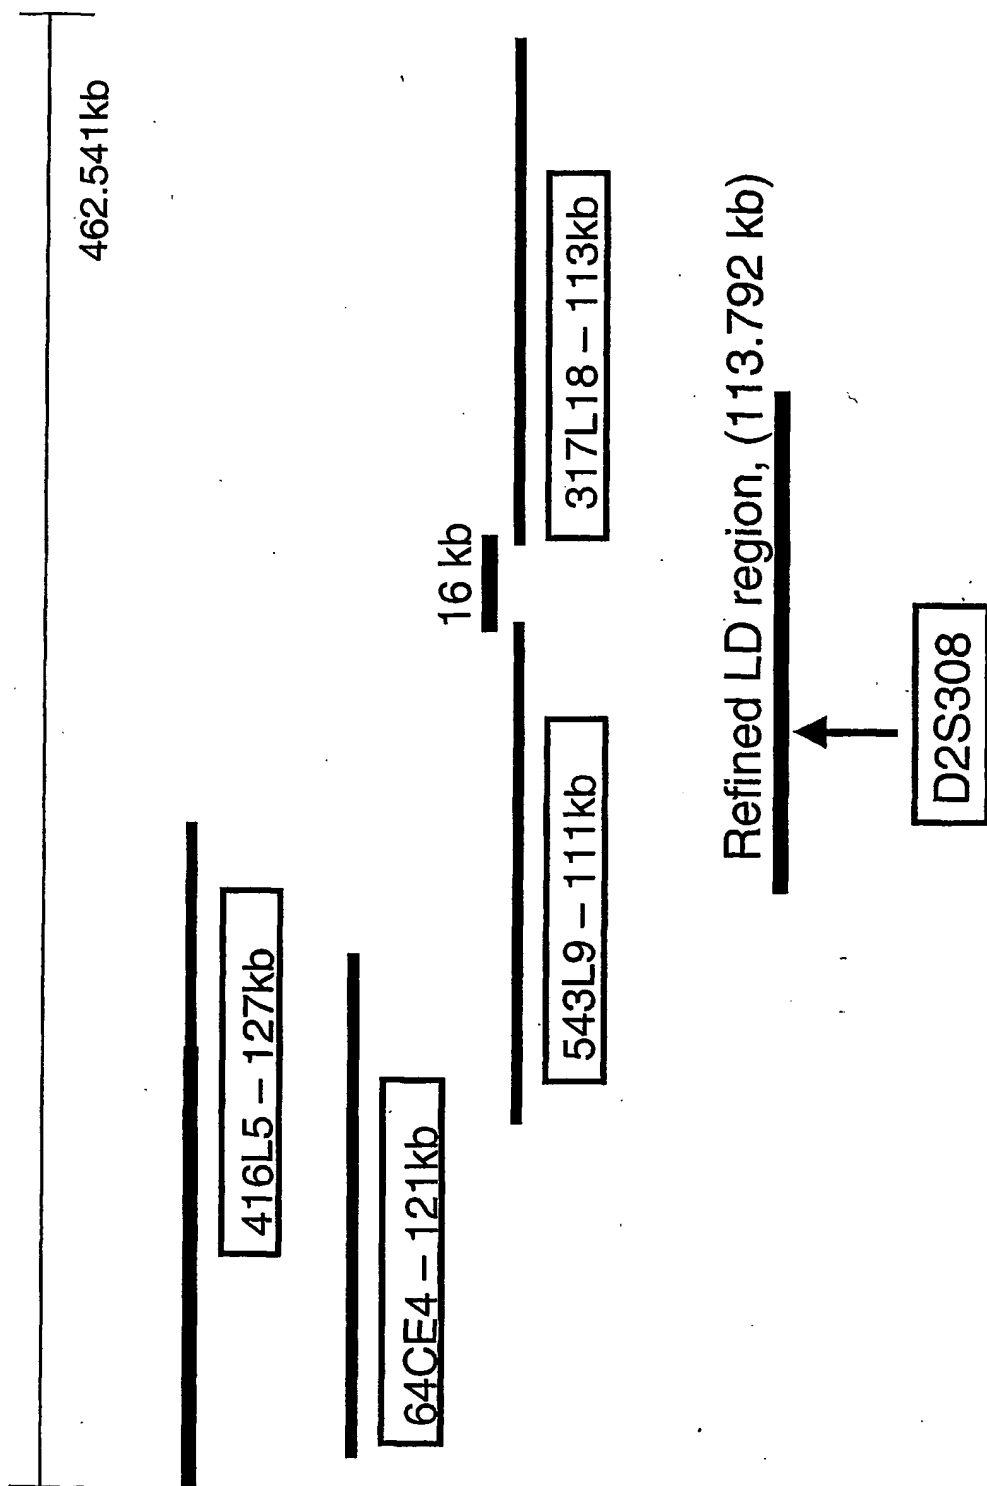 462.541kb
416L5 – 127kb
64CE4 – 121kb
16 kb
543L9 – 111kb
317L18 – 113kb
Refined LD region, (113.792 kb)
D2S308